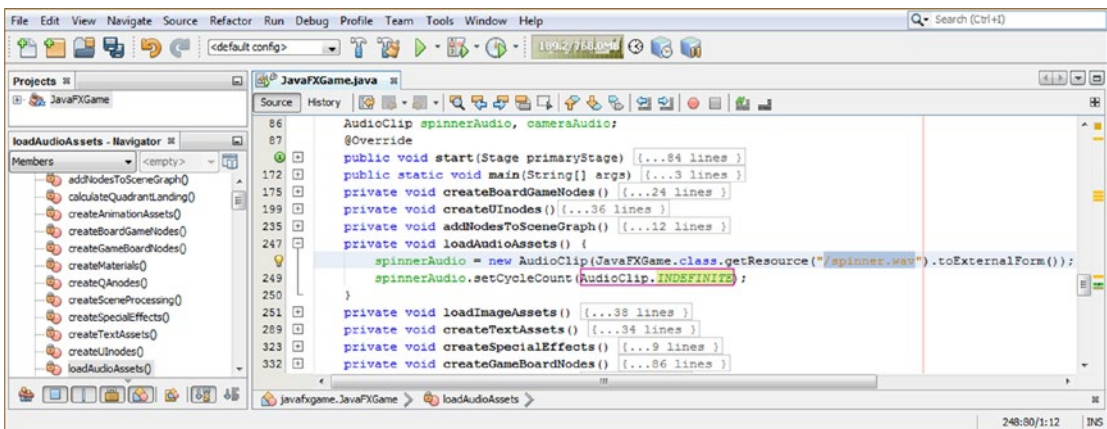 File Edit View Navigate Source Refactor Run Debug Profile Team Tools Window Help
Search (Ctrl+I)
<default config>
189.2/768.0MB
Projects
JavaFXGame
loadAudioAssets - Navigator
Members
<empty>
addNodesToSceneGraph()
calculateQuadrantLanding()
createAnimationAssets()
createBoardGameNodes()
createGameBoardNodes()
createMaterials()
createQAnodes()
createSceneProcessing()
createSpecialEffects()
createTextAssets()
createUInodes()
loadAudioAssets()
JavaFXGame.java
Source History
86 AudioClip spinnerAudio, cameraAudio;
87 @Override
public void start(Stage primaryStage) {...84 lines }
172 public static void main(String[] args) {...3 lines }
175 private void createBoardGameNodes() {...24 lines }
199 private void createUInodes() {...36 lines }
235 private void addNodesToSceneGraph() {...12 lines }
247 private void loadAudioAssets() {
spinnerAudio = new AudioClip(JavaFXGame.class.getResource("/spinner.wav").toExternalForm());
249 spinnerAudio.setCycleCount(AudioClip.INDEFINITE);
250 }
251 private void loadImageAssets() {...38 lines }
289 private void createTextAssets() {...34 lines }
323 private void createSpecialEffects() {...9 lines }
332 private void createGameBoardNodes() {...86 lines }
javafxgame.JavaFXGame
loadAudioAssets
248:80/1:12
INS